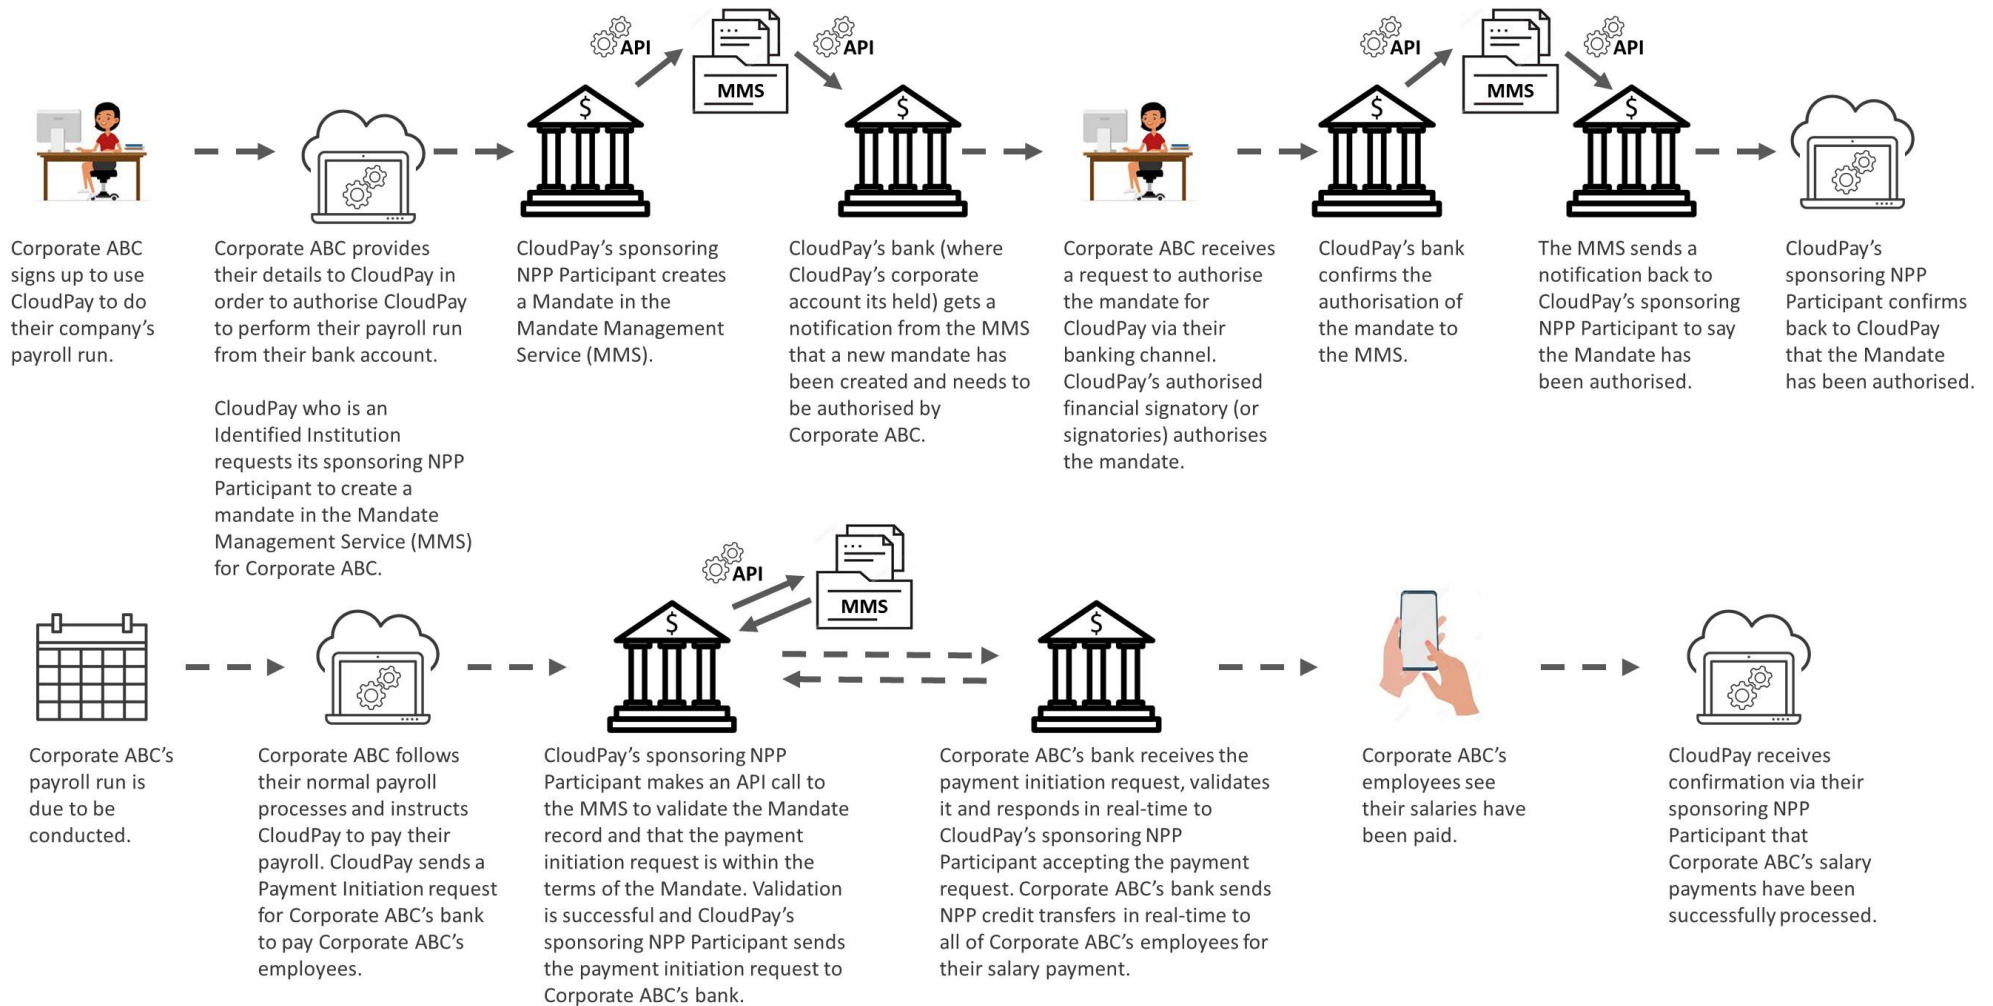 API
MMS
API
API
MMS
API
$
$
$
$
Corporate ABC
signs up to use
CloudPay to do
their company's
payroll run.
Corporate ABC provides
their details to CloudPay in
order to authorise CloudPay
to perform their payroll run
from their bank account.
CloudPay who is an
Identified Institution
requests its sponsoring NPP
Participant to create a
mandate in the Mandate
Management Service (MMS)
for Corporate ABC.
CloudPay's sponsoring
NPP Participant creates
a Mandate in the
Mandate Management
Service (MMS).
CloudPay's bank (where
CloudPay's corporate
account its held) gets a
notification from the MMS
that a new mandate has
been created and needs to
be authorised by
Corporate ABC.
Corporate ABC receives
a request to authorise
the mandate for
CloudPay via their
banking channel.
CloudPay's authorised
financial signatory (or
signatories) authorises
the mandate.
CloudPay's bank
confirms the
authorisation of
the mandate to
the MMS.
The MMS sends a
notification back to
CloudPay's sponsoring
NPP Participant to say
the Mandate has
been authorised.
CloudPay's
sponsoring NPP
Participant confirms
back to CloudPay
that the Mandate
has been authorised.
API
MMS
$
$
Corporate ABC's
payroll run is
due to be
conducted.
Corporate ABC follows
their normal payroll
processes and instructs
CloudPay to pay their
payroll. CloudPay sends a
Payment Initiation request
for Corporate ABC's bank
to pay Corporate ABC's
employees.
CloudPay's sponsoring NPP
Participant makes an API call to
the MMS to validate the Mandate
record and that the payment
initiation request is within the
terms of the Mandate. Validation
is successful and CloudPay's
sponsoring NPP Participant sends
the payment initiation request to
Corporate ABC's bank.
Corporate ABC's bank receives the
payment initiation request, validates
it and responds in real-time to
CloudPay's sponsoring NPP
Participant accepting the payment
request. Corporate ABC's bank sends
NPP credit transfers in real-time to
all of Corporate ABC's employees for
their salary payment.
Corporate ABC's
employees see
their salaries have
been paid.
CloudPay receives
confirmation via their
sponsoring NPP
Participant that
Corporate ABC's salary
payments have been
successfully processed.